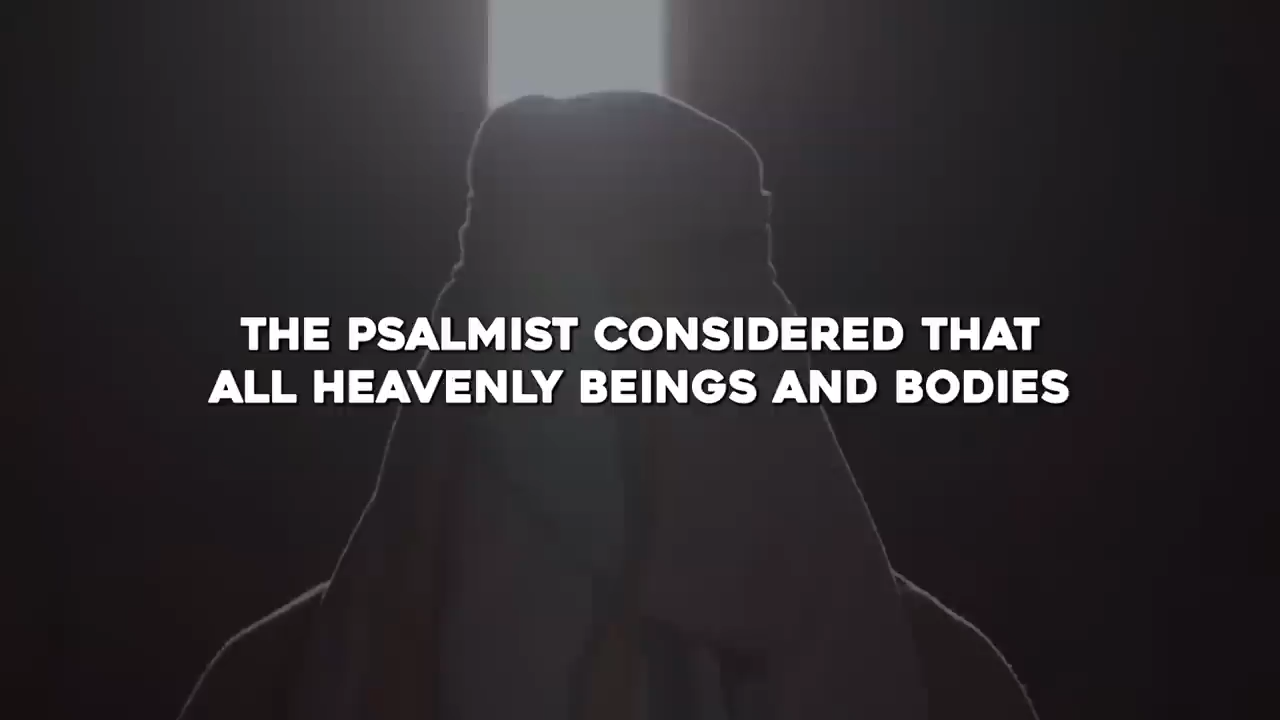 THE PSALMIST CONSIDERED THAT
ALL HEAVENLY BEINGS AND BODIES